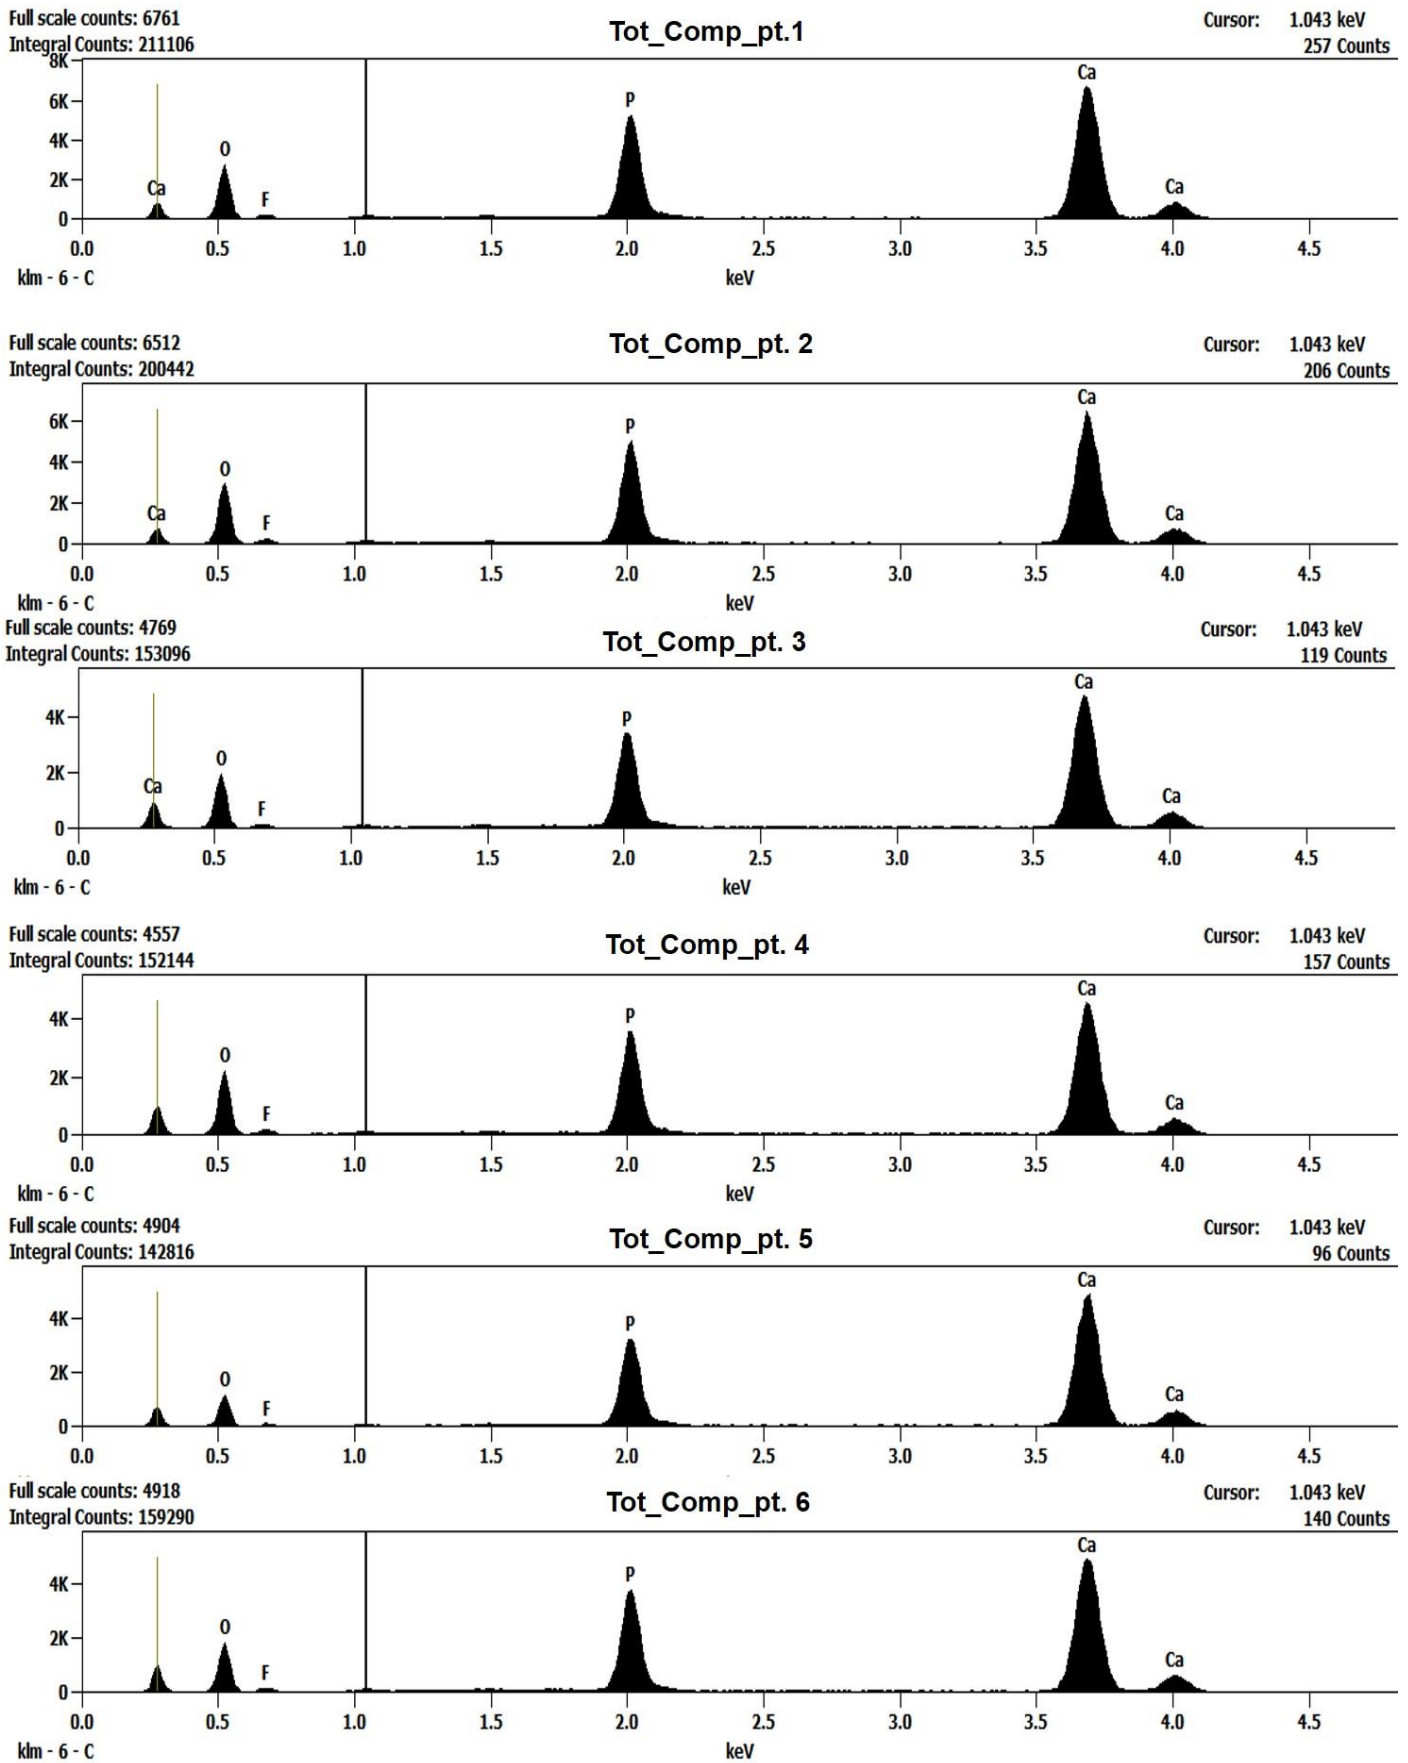 Full scale counts: 6761 Tot_Comp_pt.1 Cursor: 1.043 keV
Integral Counts: 211106 257 Counts
8K
6K
4K
2K
0
Ca O F P Ca Ca
0.0 0.5 1.0 1.5 2.0 2.5 3.0 3.5 4.0 4.5
klm - 6 - C keV
Full scale counts: 6512 Tot_Comp_pt. 2 Cursor: 1.043 keV
Integral Counts: 200442 206 Counts
6K
4K
2K
0
Ca O F P Ca Ca
0.0 0.5 1.0 1.5 2.0 2.5 3.0 3.5 4.0 4.5
klm - 6 - C keV
Full scale counts: 4769 Tot_Comp_pt. 3 Cursor: 1.043 keV
Integral Counts: 153096 119 Counts
4K
2K
0
Ca O F P Ca Ca
0.0 0.5 1.0 1.5 2.0 2.5 3.0 3.5 4.0 4.5
klm - 6 - C keV
Full scale counts: 4557 Tot_Comp_pt. 4 Cursor: 1.043 keV
Integral Counts: 152144 157 Counts
4K
2K
0
O F P Ca Ca
0.0 0.5 1.0 1.5 2.0 2.5 3.0 3.5 4.0 4.5
klm - 6 - C keV
Full scale counts: 4904 Tot_Comp_pt. 5 Cursor: 1.043 keV
Integral Counts: 142816 96 Counts
4K
2K
0
O F P Ca Ca
0.0 0.5 1.0 1.5 2.0 2.5 3.0 3.5 4.0 4.5
Full scale counts: 4918 Tot_Comp_pt. 6 Cursor: 1.043 keV
Integral Counts: 159290 140 Counts
4K
2K
0
O F P Ca Ca
0.0 0.5 1.0 1.5 2.0 2.5 3.0 3.5 4.0 4.5
klm - 6 - C keV